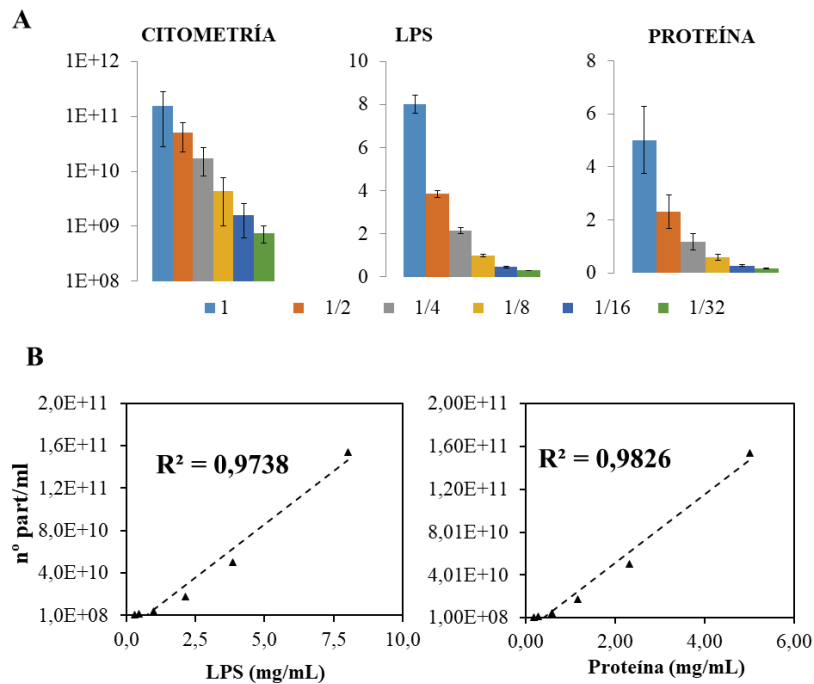 A
CITOMETRÍA
LPS
PROTEÍNA
1E+12
1E+11
1E+10
1E+09
1E+08
10
8
6
4
2
0
8
6
4
2
0
1
1/2
1/4
1/8
1/16
1/32
B
nº part/ml
2,0E+11
1,6E+11
1,2E+11
8,0E+10
4,0E+10
1,0E+08
R² = 0,9738
0,0
2,5
5,0
7,5
10,0
LPS (mg/mL)
2,00E+11
1,60E+11
1,20E+11
8,01E+10
4,01E+10
1,00E+08
R² = 0,9826
0,00
2,00
4,00
6,00
Proteína (mg/mL)